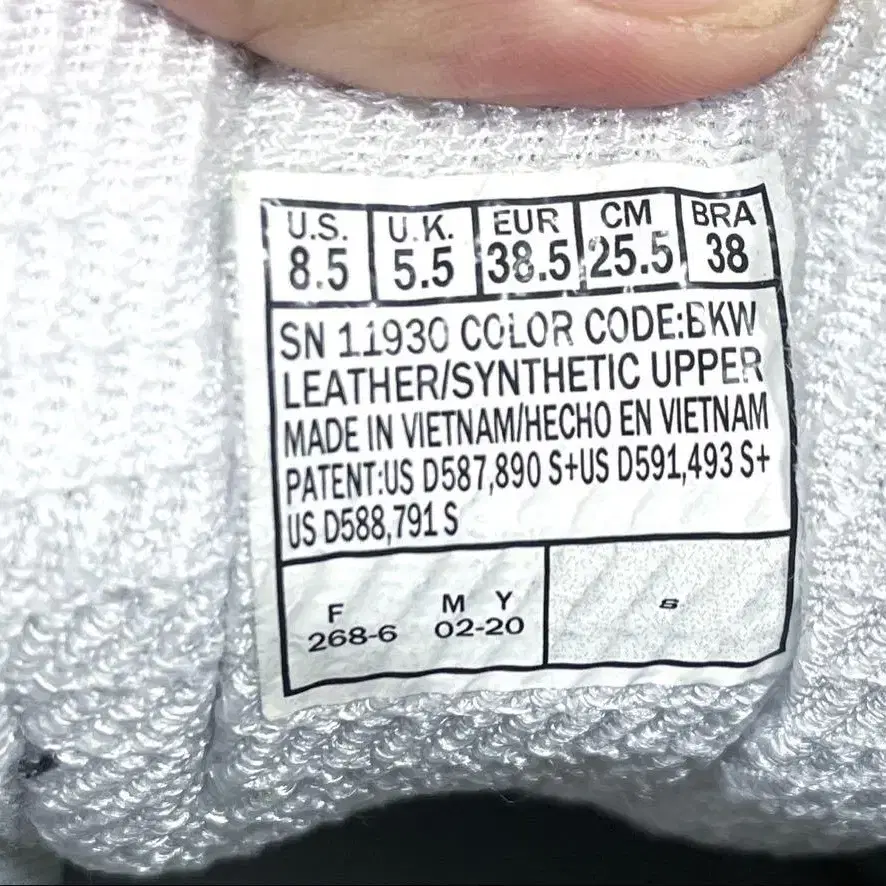 U.S. U.K. EUR CM BRA
8.5 5.5 38.5 25.5 38
SN 11930 COLOR CODE:BKW
LEATHER/SYNTHETIC UPPER
MADE IN VIETNAM/HECHO EN VIETNAM
PATENT:US D587,890 S+US D591,493 S+
US D588,791 S
F M Y
268-6 02-20
S